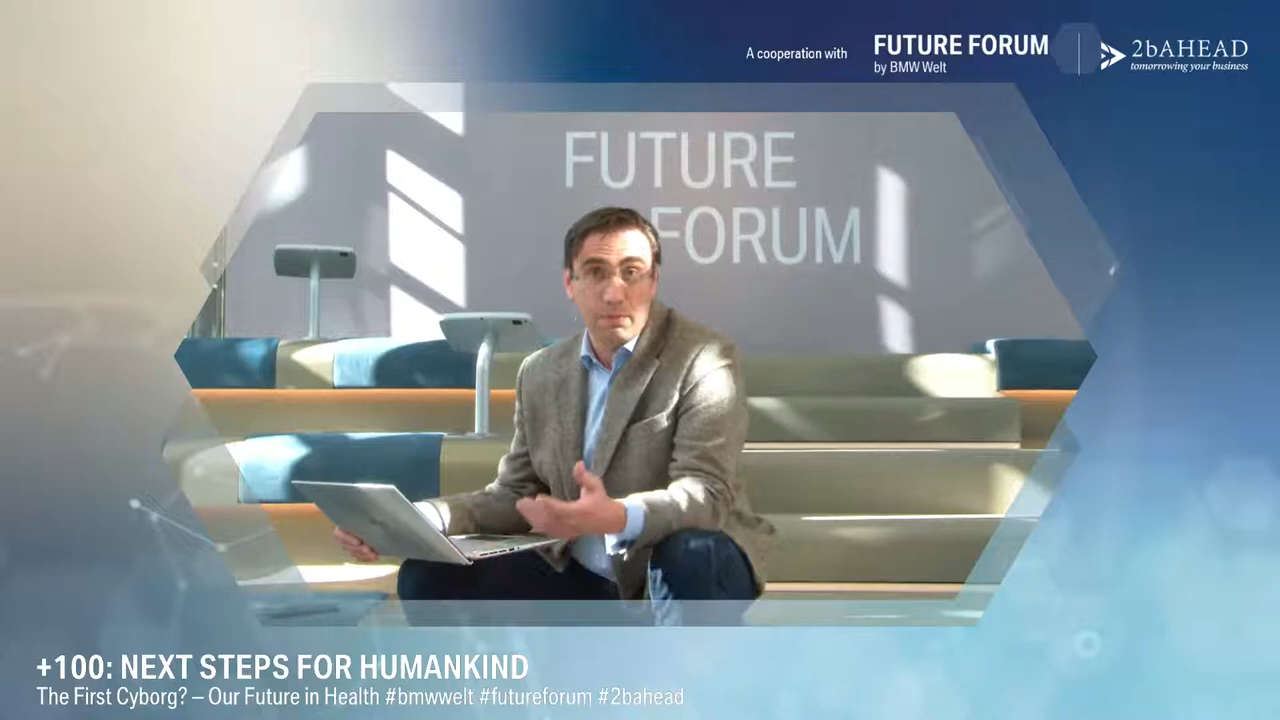 A cooperation with
FUTURE FORUM
by BMW Welt
2bAHEAD
tomorrowing your business
FUTURE
FORUM
+100: NEXT STEPS FOR HUMANKIND
The First Cyborg? – Our Future in Health #bmwwelt #futureforum #2bahead